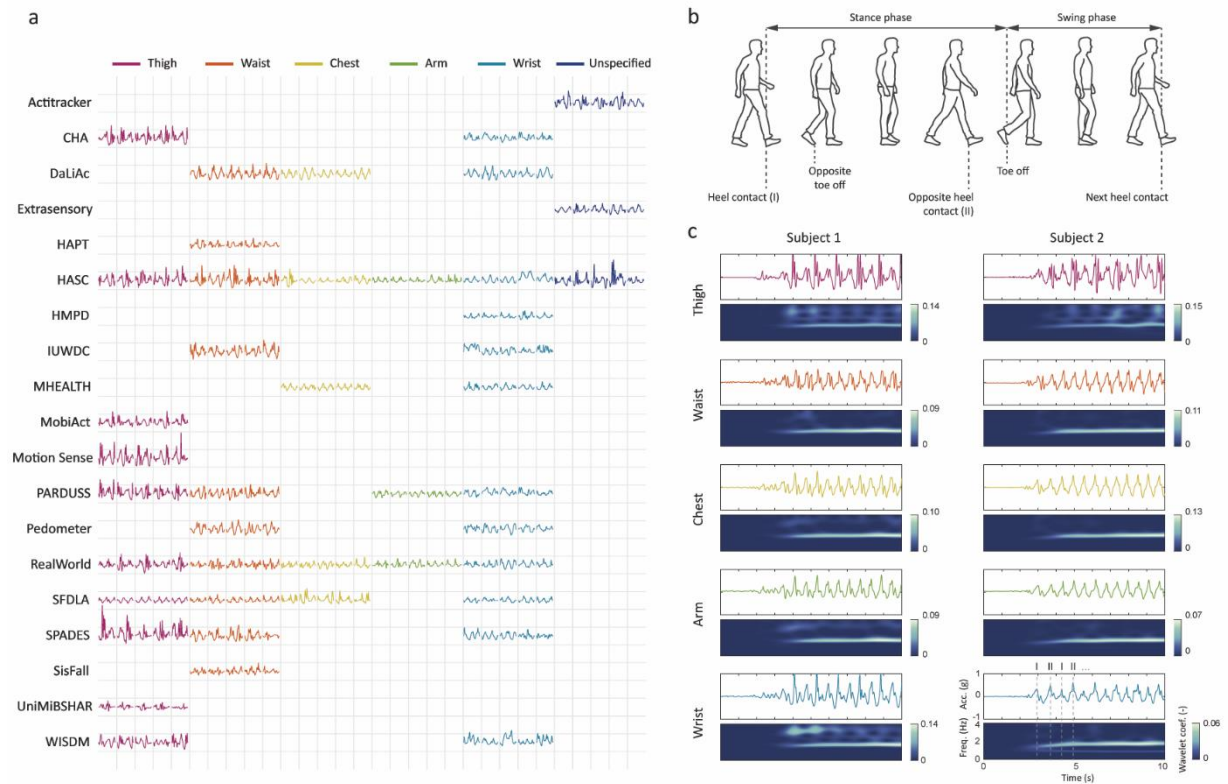 a
Thigh Waist Chest Arm Wrist Unspecified
Actitracker
CHA
DaLiAc
Extrasensory
HAPT
HASC
HMPD
IUWDC
MHEALTH
MobiAct
Motion Sense
PARDUSS
Pedometer
RealWorld
SFDLA
SPADES
SisFall
UniMiBSHAR
WISDM
b
Stance phase Swing phase
Opposite
toe off
Toe off
Heel contact (I)
Opposite heel
contact (II)
Next heel contact
c
Subject 1 Subject 2
Thigh
0.14
0
0.15
0
Waist
0.09
0
0.11
0
Chest
0.10
0
0.13
0
Arm
0.09
0
0.07
0
Wrist
0.14
0
I II I II ...
Acc. (g)
1
0
-1
Freq. (Hz)
4
2
0
0 5 10
Time (s)
Wavelet coef. (-)
0.06
0